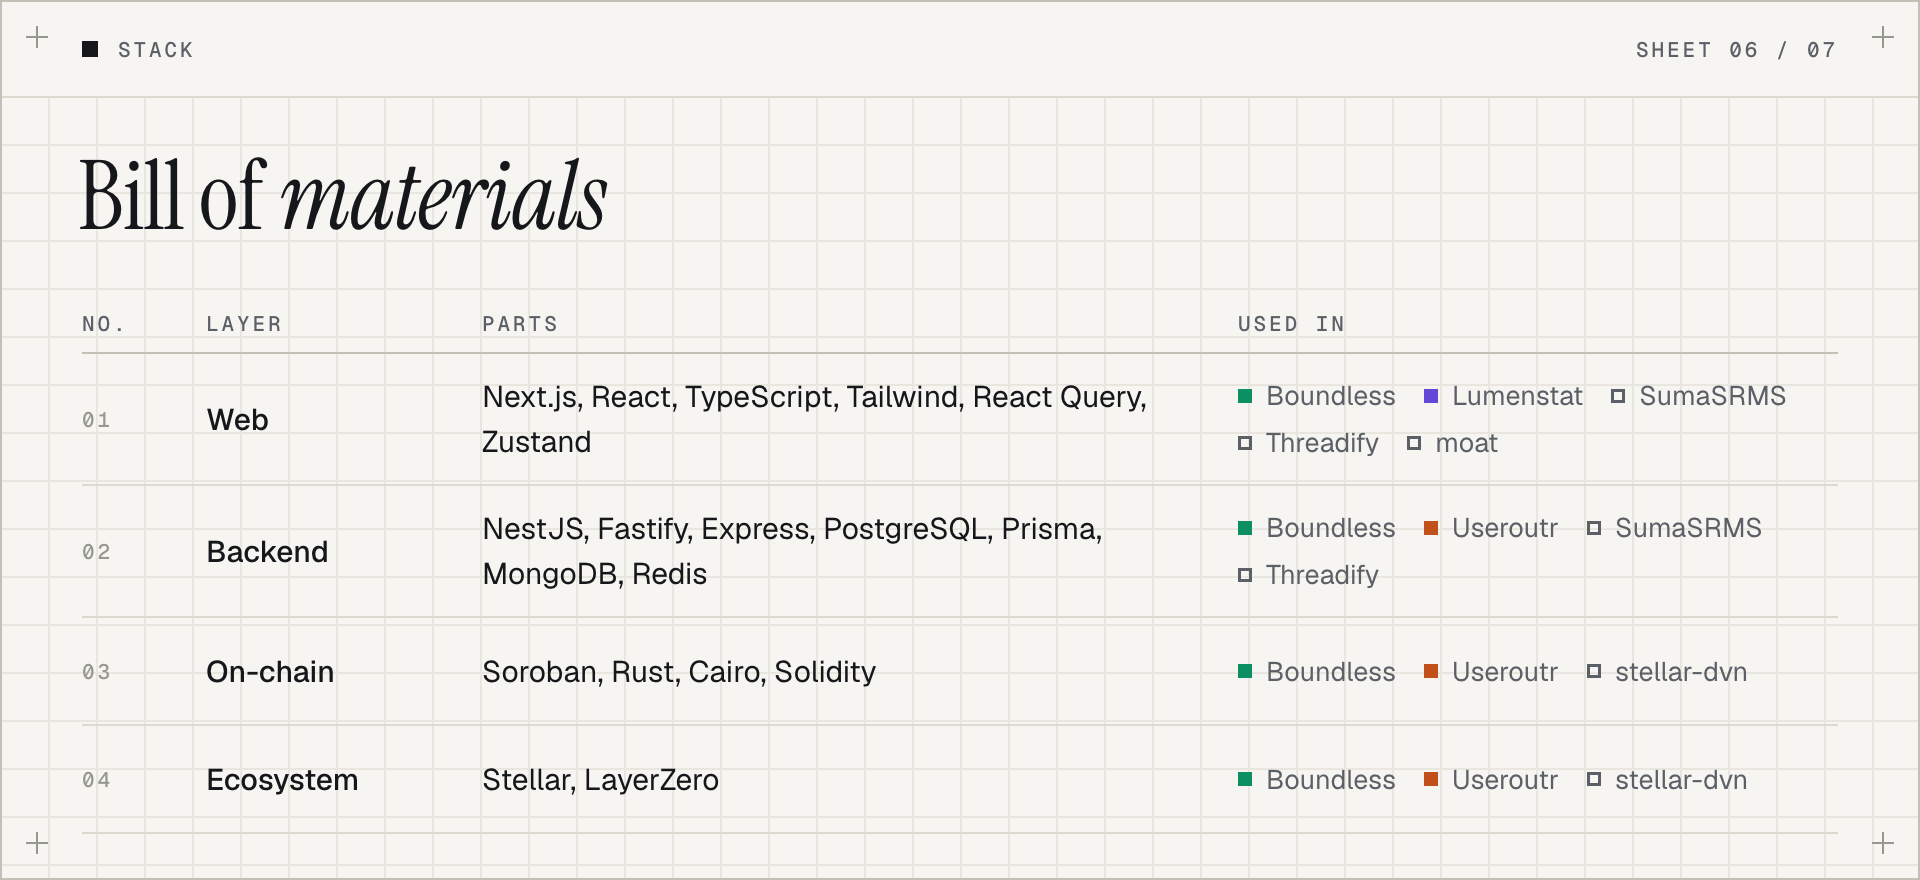 STACK
SHEET 06 / 07
Bill of materials
NO. LAYER PARTS USED IN
01 Web Next.js, React, TypeScript, Tailwind, React Query, Zustand Boundless Lumenstat SumaSRMS Threadify moat
02 Backend NestJS, Fastify, Express, PostgreSQL, Prisma, MongoDB, Redis Boundless Useroutr SumaSRMS Threadify
03 On-chain Soroban, Rust, Cairo, Solidity Boundless Useroutr stellar-dvn
04 Ecosystem Stellar, LayerZero Boundless Useroutr stellar-dvn